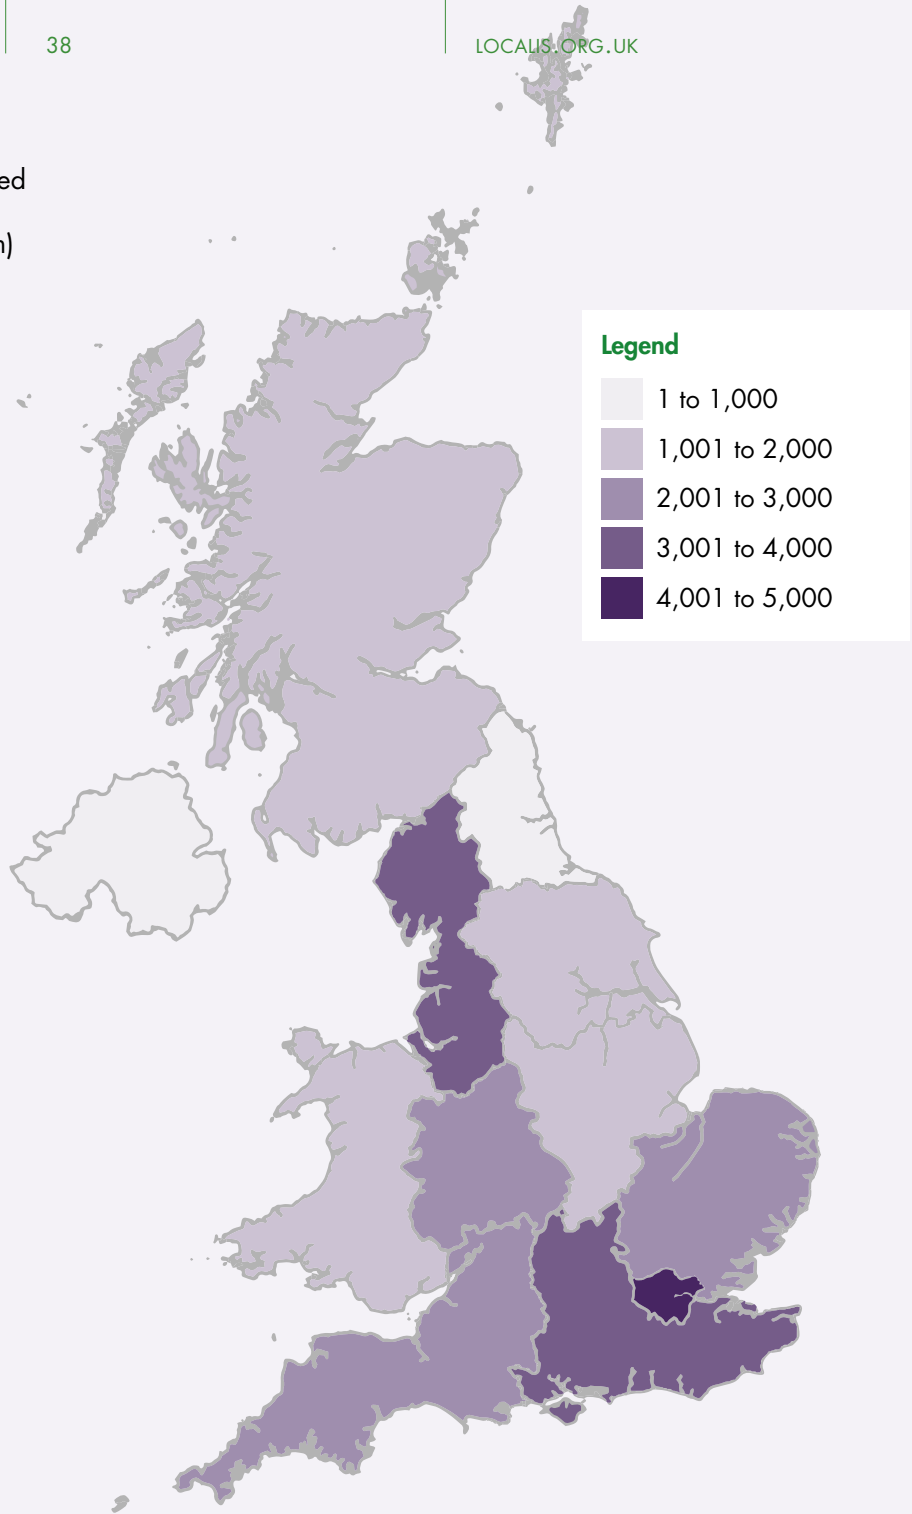 38
LOCALIS.ORG.UK
ed
n)
Legend
1 to 1,000
1,001 to 2,000
2,001 to 3,000
3,001 to 4,000
4,001 to 5,000